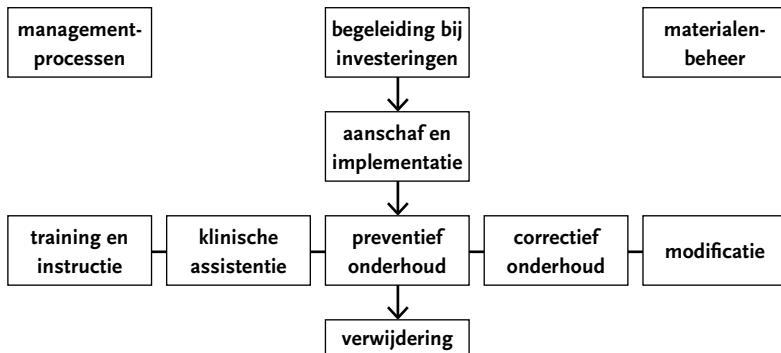 management-
processen
begeleiding bij
investeringen
materialen-
beheer
aanschaf en
implementatie
training en
instructie
klinische
assistentie
preventief
onderhoud
correctief
onderhoud
modificatie
verwijdering